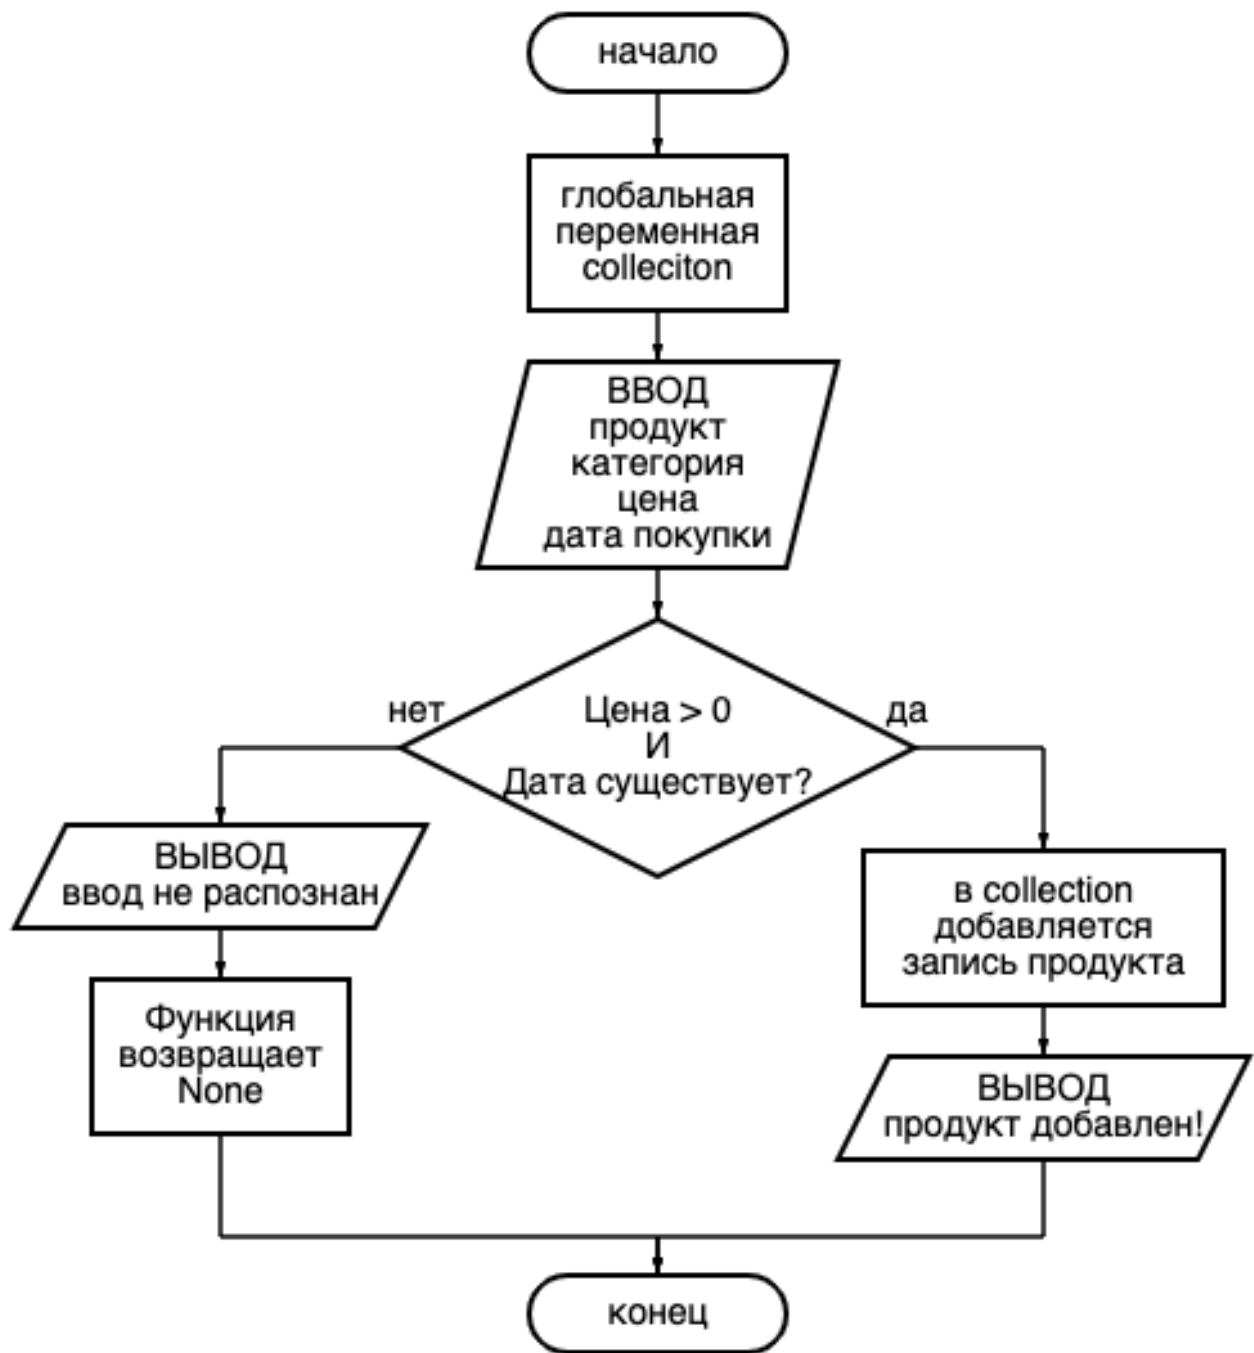 начало
глобальная
переменная
colleciton
ВВОД
продукт
категория
цена
дата покупки
нет
Цена > 0
да
И
Дата существует?
ВЫВОД
ввод не распознан
в collection
добавляется
запись продукта
Функция
возвращает
None
ВЫВОД
продукт добавлен!
конец